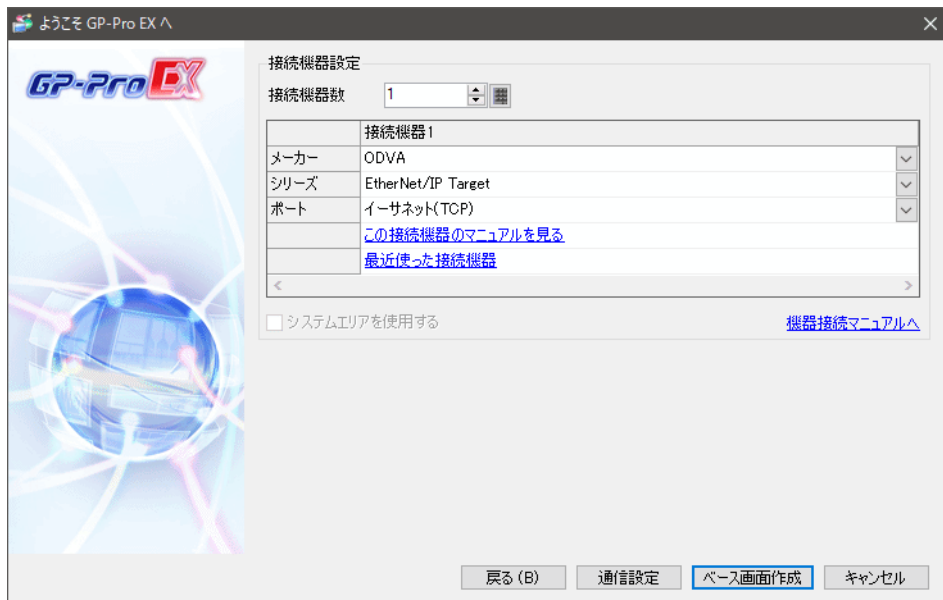 ようこそ GP-Pro EX へ
GP-Pro EX
接続機器設定
接続機器数 1
接続機器1
メーカー ODVA
シリーズ EtherNet/IP Target
ポート イーサネット(TCP)
この接続機器のマニュアルを見る
最近使った接続機器
システムエリアを使用する 機器接続マニュアルへ
戻る (B) 通信設定 ベース画面作成 キャンセル